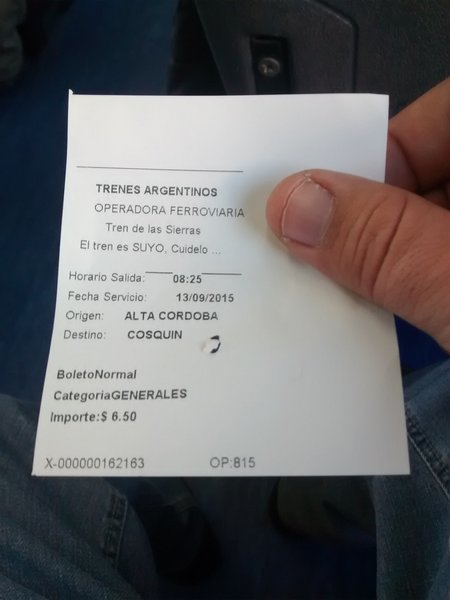 TRENES ARGENTINOS
OPERADORA FERROVIARIA
Tren de las Sierras
El tren es SUYO, Cuidelo ...
Horario Salida: 08:25
Fecha Servicio: 13/09/2015
Origen: ALTA CORDOBA
Destino: COSQUIN
BoletoNormal
CategoriaGENERALES
Importe:$ 6.50
X-000000162163 OP:815